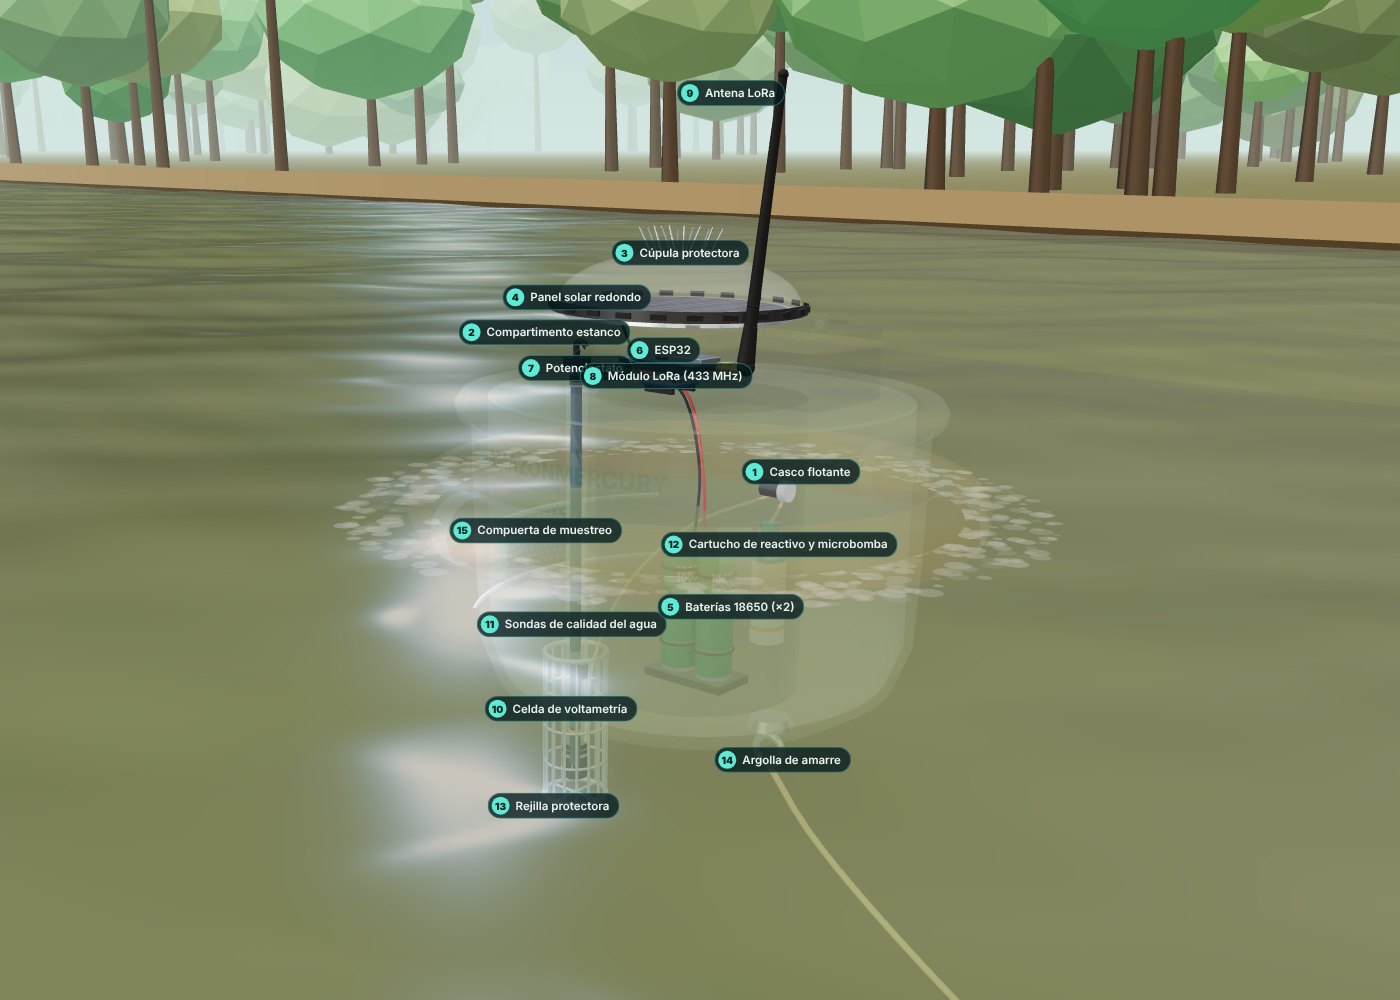 9 Antena LoRa
3 Cúpula protectora
4 Panel solar redondo
2 Compartimento estanco
6 ESP32
7
8 Módulo LoRa (433 MHz)
1 Casco flotante
MERCURY
15 Compuerta de muestreo
12 Cartucho de reactivo y microbomba
5 Baterías 18650 (×2)
11 Sondas de calidad del agua
10 Celda de voltametría
14 Argolla de amarre
13 Rejilla protectora